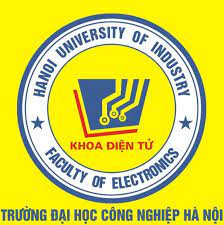 HANOI UNIVERSITY OF INDUSTRY
KHOA ĐIỆN TỬ
FACULTY OF ELECTRONICS
TRƯỜNG ĐẠI HỌC CÔNG NGHIỆP HÀ NỘI